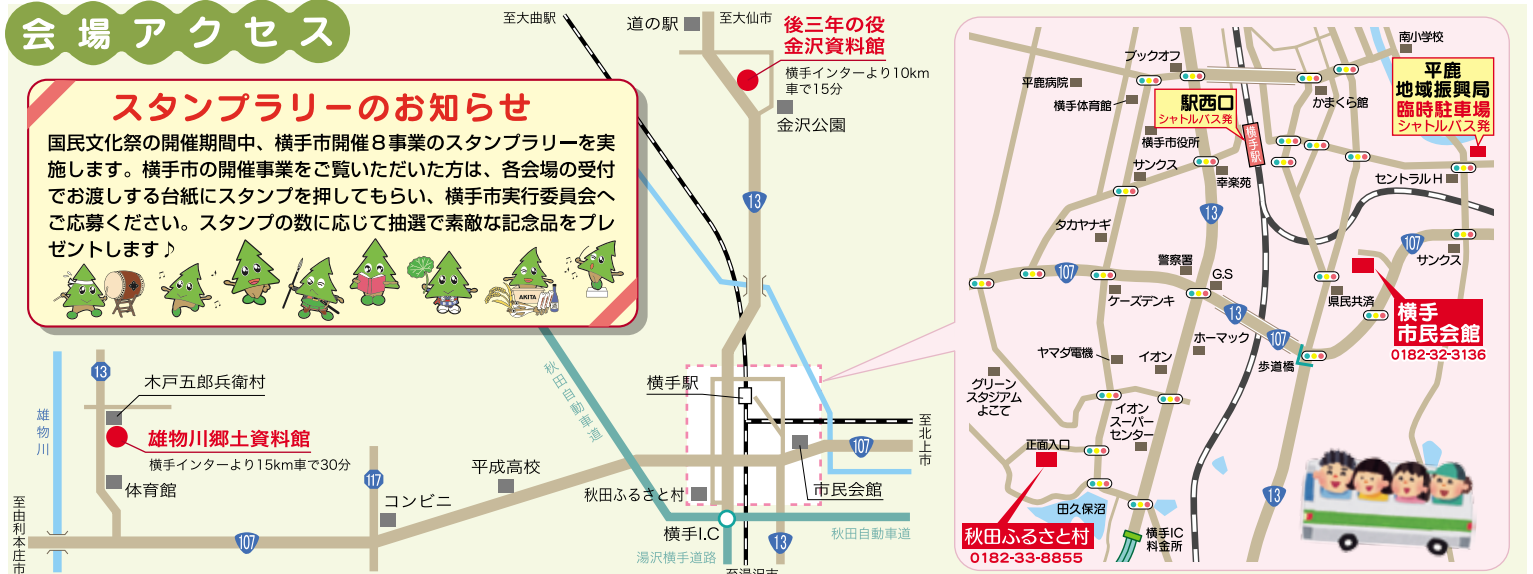 会場アクセス
スタンプラリーのお知らせ
国民文化祭の開催期間中、横手市開催８事業のスタンプラリーを実
施します。横手市の開催事業をご覧いただいた方は、各会場の受付
でお渡しする台紙にスタンプを押してもらい、横手市実行委員会へ
ご応募ください。スタンプの数に応じて抽選で素敵な記念品をプレ
ゼントします♪
AKITA
至大曲駅
道の駅
至大仙市
後三年の役
金沢資料館
横手インターより10km
車で15分
金沢公園
13
秋田自動車道
横手駅
至北上市
107
市民会館
秋田ふるさと村
横手I.C
秋田自動車道
湯沢横手道路
13
至湯沢市
13
木戸五郎兵衛村
雄物川
雄物川郷土資料館
横手インターより15km車で30分
体育館
117
コンビニ
平成高校
至由利本荘市
107
南小学校
ブックオフ
平鹿病院
横手体育館
駅西口
シャトルバス発
かまくら館
平鹿
地域振興局
臨時駐車場
シャトルバス発
横手駅
横手市役所
サンクス
幸楽苑
セントラルH
13
タカヤナギ
107
サンクス
警察署
G.S
107
ケーズデンキ
県民共済
横手
市民会館
0182-32-3136
13
107
ホーマック
歩道橋
ヤマダ電機
イオン
グリーン
スタジアム
よこて
イオン
スーパー
センター
正面入口
13
田久保沼
秋田ふるさと村
0182-33-8855
横手IC
料金所